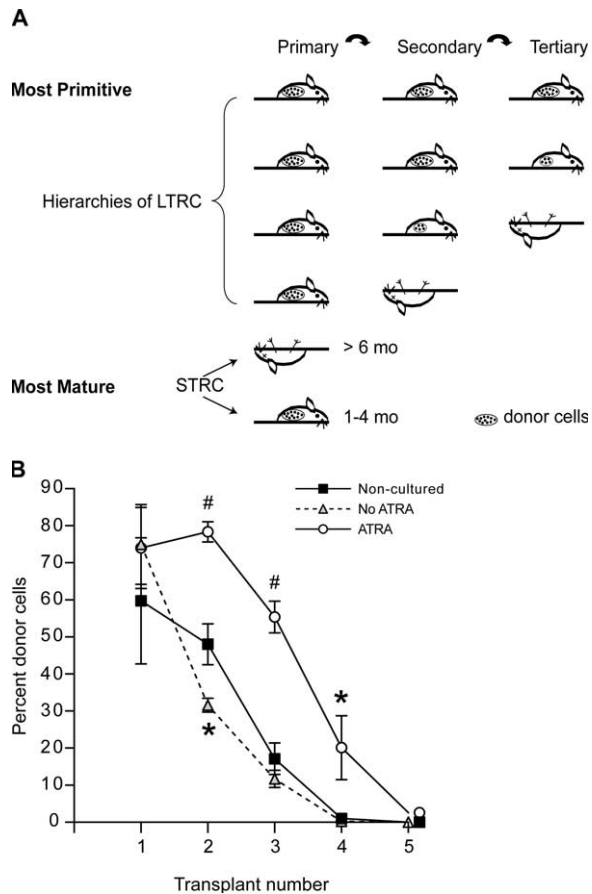 A
Primary Secondary Tertiary
Most Primitive
Hierarchies of LTRC
> 6 mo
STRC
Most Mature
1-4 mo
donor cells
B
90
80
70
60
50
40
30
20
10
0
Percent donor cells
Non-cultured
No ATRA
ATRA
#
#
*
*
1 2 3 4 5
Transplant number